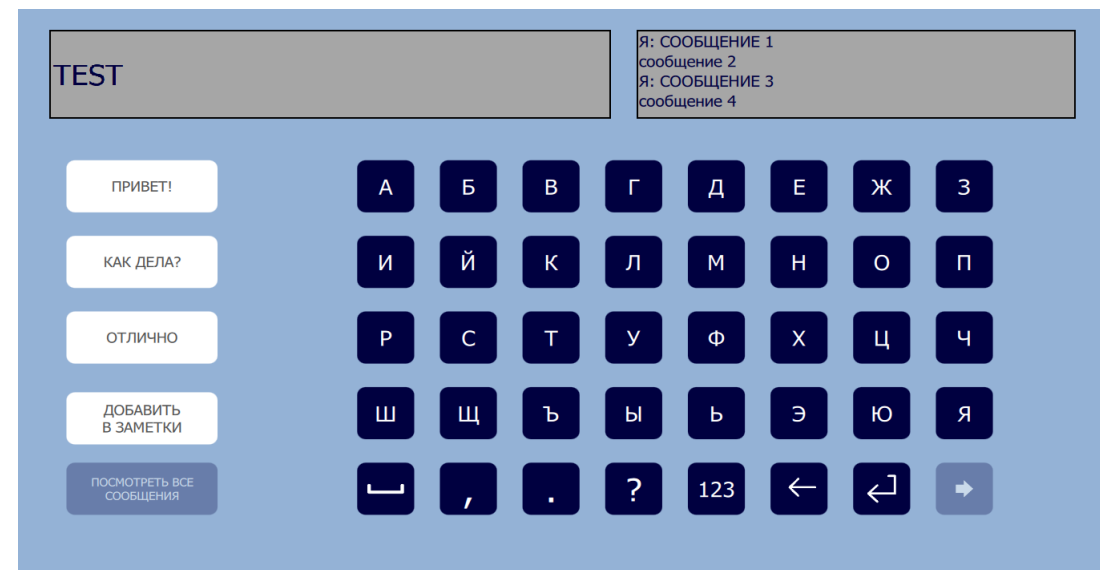 TEST
Я: СООБЩЕНИЕ 1
сообщение 2
Я: СООБЩЕНИЕ 3
сообщение 4
ПРИВЕТ! А Б В Г Д Е Ж З
КАК ДЕЛА? И Й К Л М Н О П
ОТЛИЧНО Р С Т У Ф Х Ц Ч
ДОБАВИТЬ
В ЗАМЕТКИ
Ш Щ Ъ Ы Ь Э Ю Я
ПОСМОТРЕТЬ ВСЕ
СООБЩЕНИЯ
, . ? 123